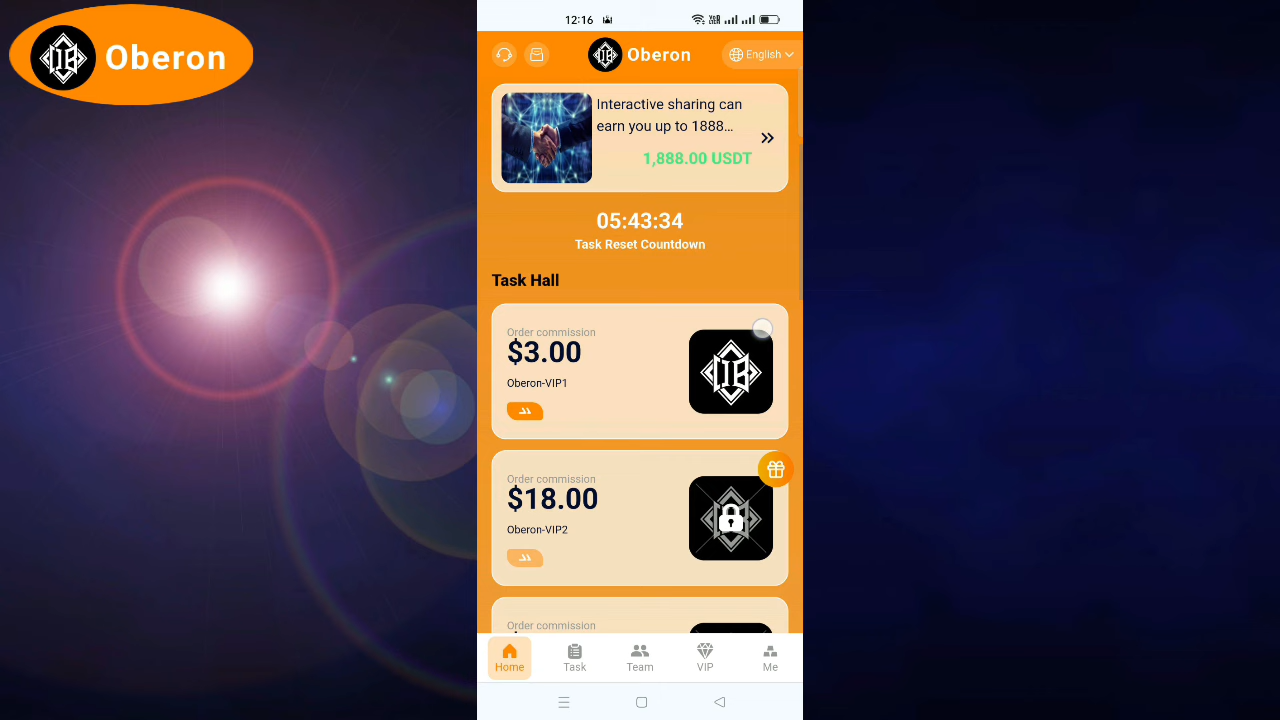 Oberon
12:16
Oberon
English
Interactive sharing can
earn you up to 1888...
1,888.00 USDT
05:43:34
Task Reset Countdown
Task Hall
Order commission
$3.00
Oberon-VIP1
Order commission
$18.00
Oberon-VIP2
Order commission
Home
Task
Team
VIP
Me